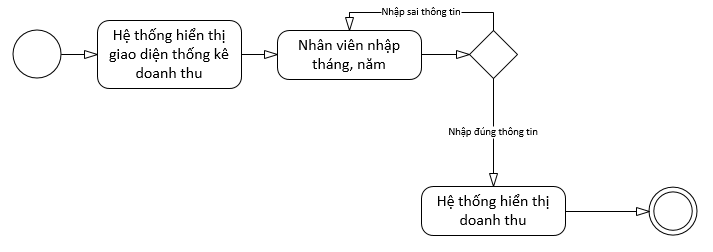 Nhập sai thông tin
Hệ thống hiển thị
giao diện thống kê
doanh thu
Nhân viên nhập
tháng, năm
Nhập đúng thông tin
Hệ thống hiển thị
doanh thu